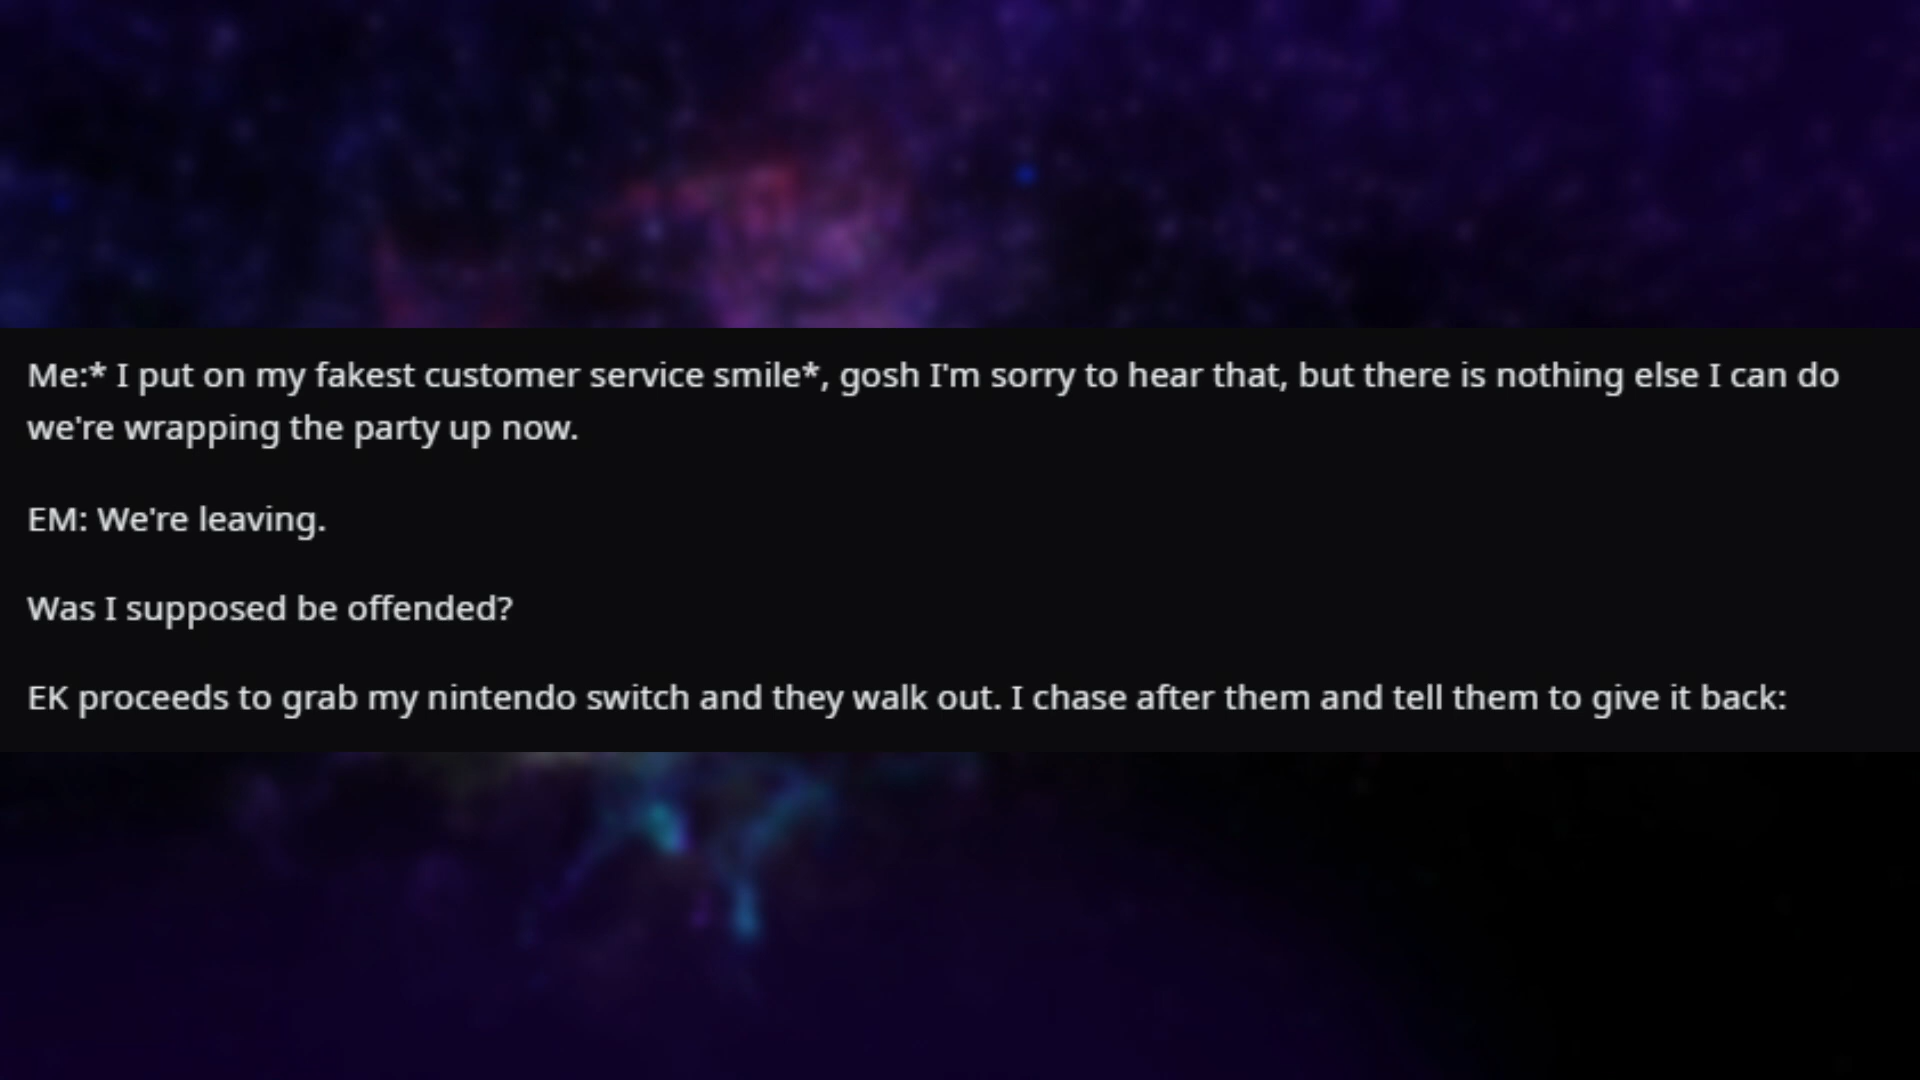 Me:* I put on my fakest customer service smile*, gosh I'm sorry to hear that, but there is nothing else I can do
we're wrapping the party up now.
EM: We're leaving.
Was I supposed be offended?
EK proceeds to grab my nintendo switch and they walk out. I chase after them and tell them to give it back: